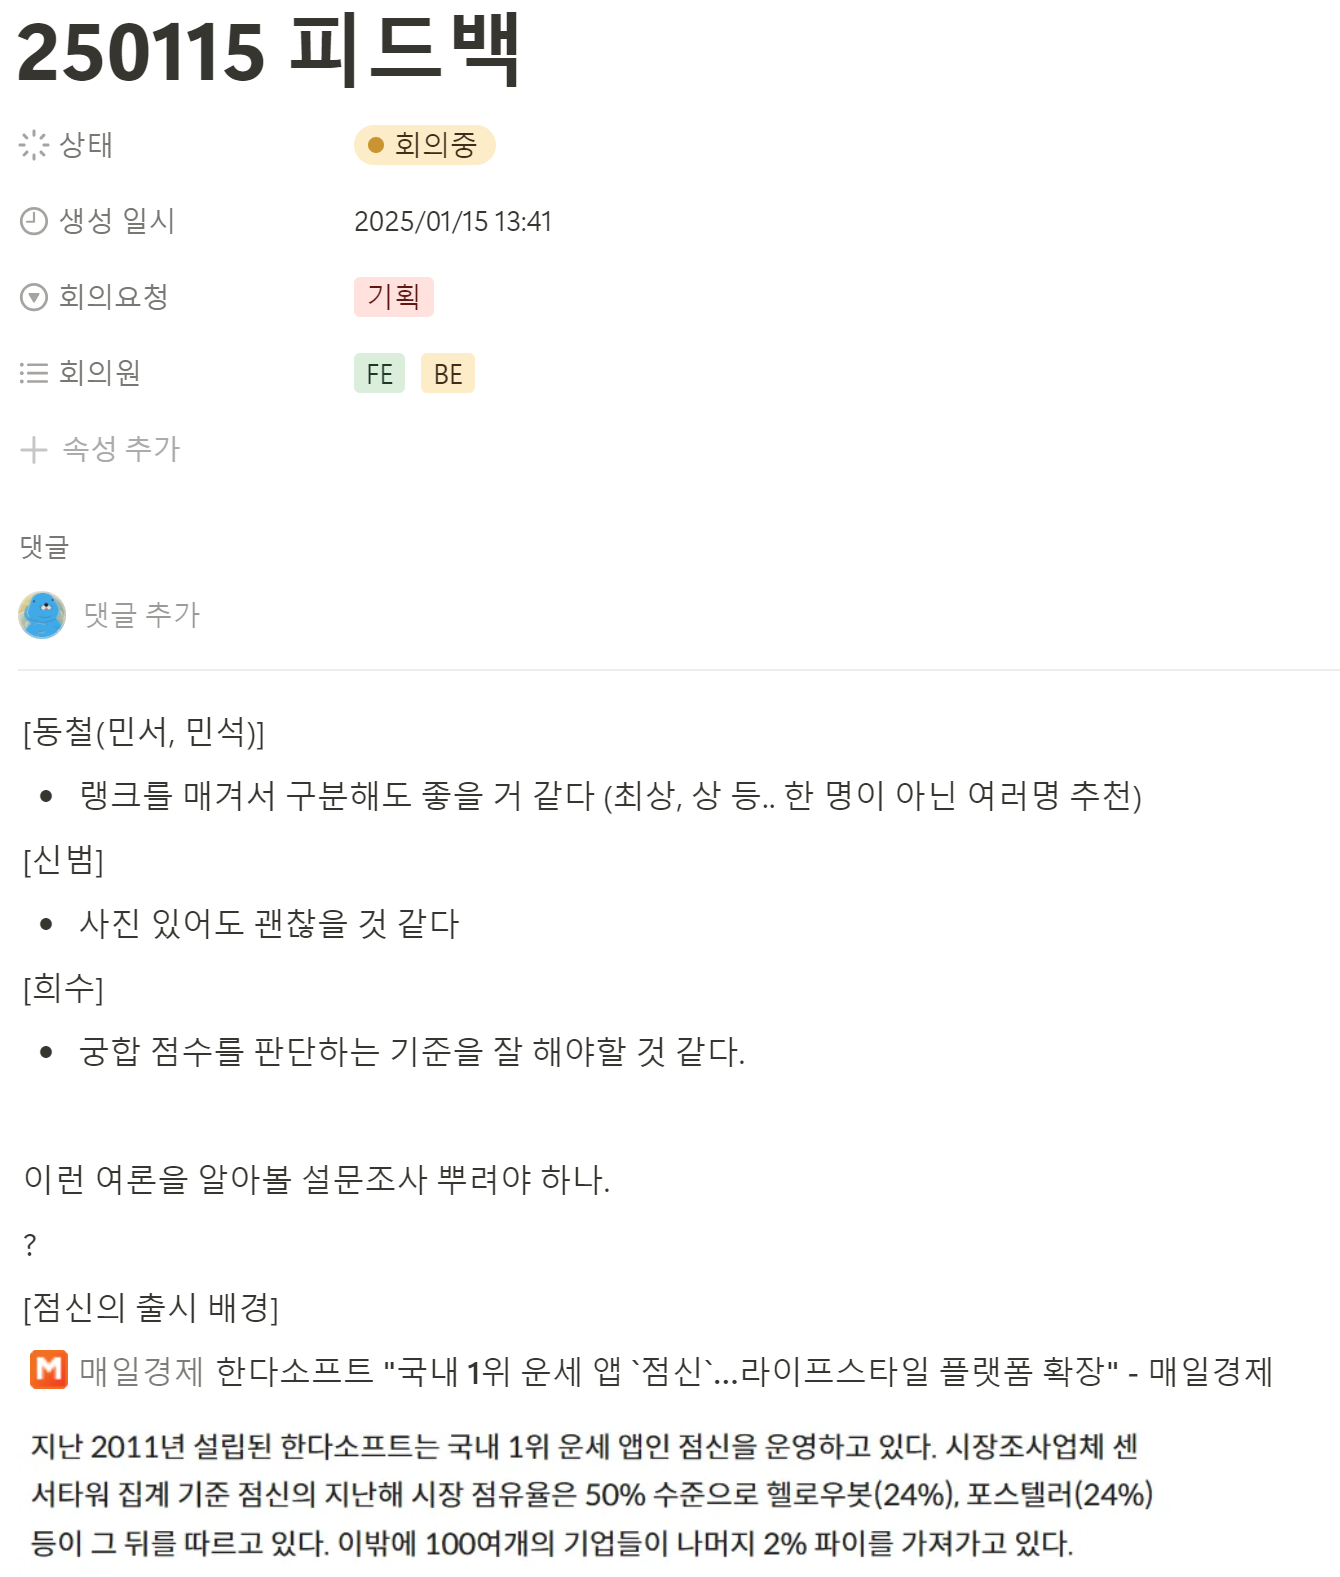 250115 피드백
상태 회의중
생성 일시 2025/01/15 13:41
회의요청 기획
회의원 FE BE
속성 추가
댓글
댓글 추가
[동철(민서, 민석)]
• 랭크를 매겨서 구분해도 좋을 거 같다 (최상, 상 등.. 한 명이 아닌 여러명 추천)
[신범]
• 사진 있어도 괜찮을 것 같다
[희수]
• 궁합 점수를 판단하는 기준을 잘 해야할 것 같다.
이런 여론을 알아볼 설문조사 뿌려야 하나.
?
[점신의 출시 배경]
M 매일경제 한다소프트 "국내 1위 운세 앱 `점신`...라이프스타일 플랫폼 확장" - 매일경제
지난 2011년 설립된 한다소프트는 국내 1위 운세 앱인 점신을 운영하고 있다. 시장조사업체 센
서타워 집계 기준 점신의 지난해 시장 점유율은 50% 수준으로 헬로우봇(24%), 포스텔러(24%)
등이 그 뒤를 따르고 있다. 이밖에 100여개의 기업들이 나머지 2% 파이를 가져가고 있다.